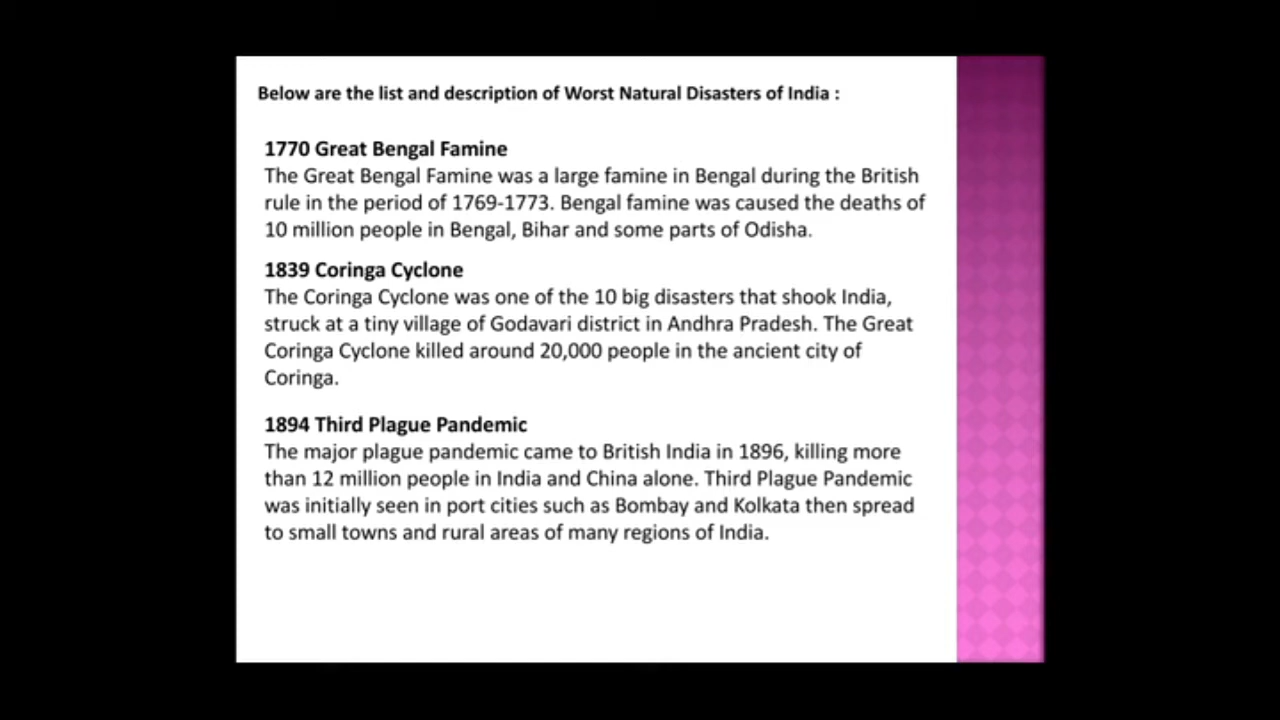 Below are the list and description of Worst Natural Disasters of India :
1770 Great Bengal Famine
The Great Bengal Famine was a large famine in Bengal during the British
rule in the period of 1769-1773. Bengal famine was caused the deaths of
10 million people in Bengal, Bihar and some parts of Odisha.
1839 Coringa Cyclone
The Coringa Cyclone was one of the 10 big disasters that shook India,
struck at a tiny village of Godavari district in Andhra Pradesh. The Great
Coringa Cyclone killed around 20,000 people in the ancient city of
Coringa.
1894 Third Plague Pandemic
The major plague pandemic came to British India in 1896, killing more
than 12 million people in India and China alone. Third Plague Pandemic
was initially seen in port cities such as Bombay and Kolkata then spread
to small towns and rural areas of many regions of India.